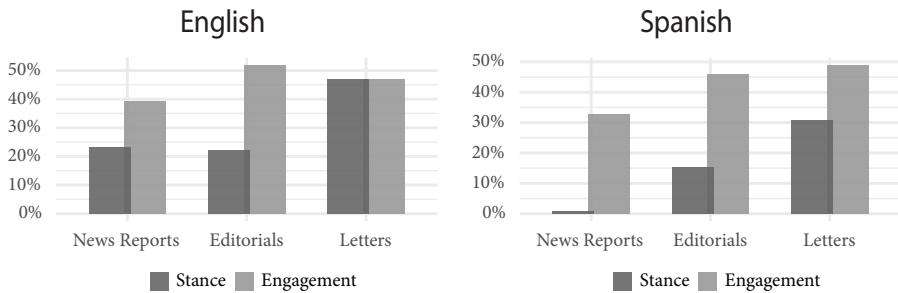 English
50%
40%
30%
20%
10%
0%
News Reports Editorials Letters
Stance Engagement
Spanish
50%
40%
30%
20%
10%
0%
News Reports Editorials Letters
Stance Engagement